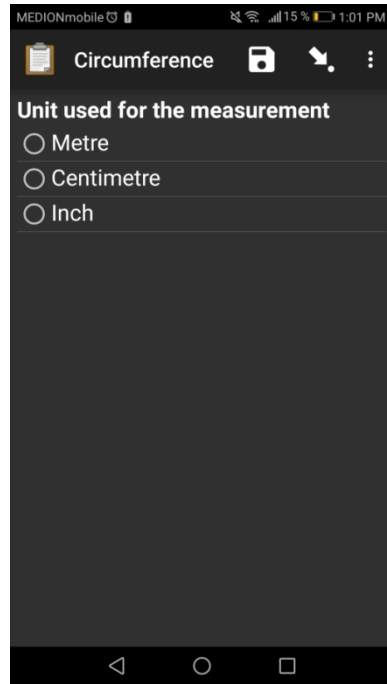 MEDIONmobile 15 % 1:01 PM
Circumference
Unit used for the measurement
Metre
Centimetre
Inch